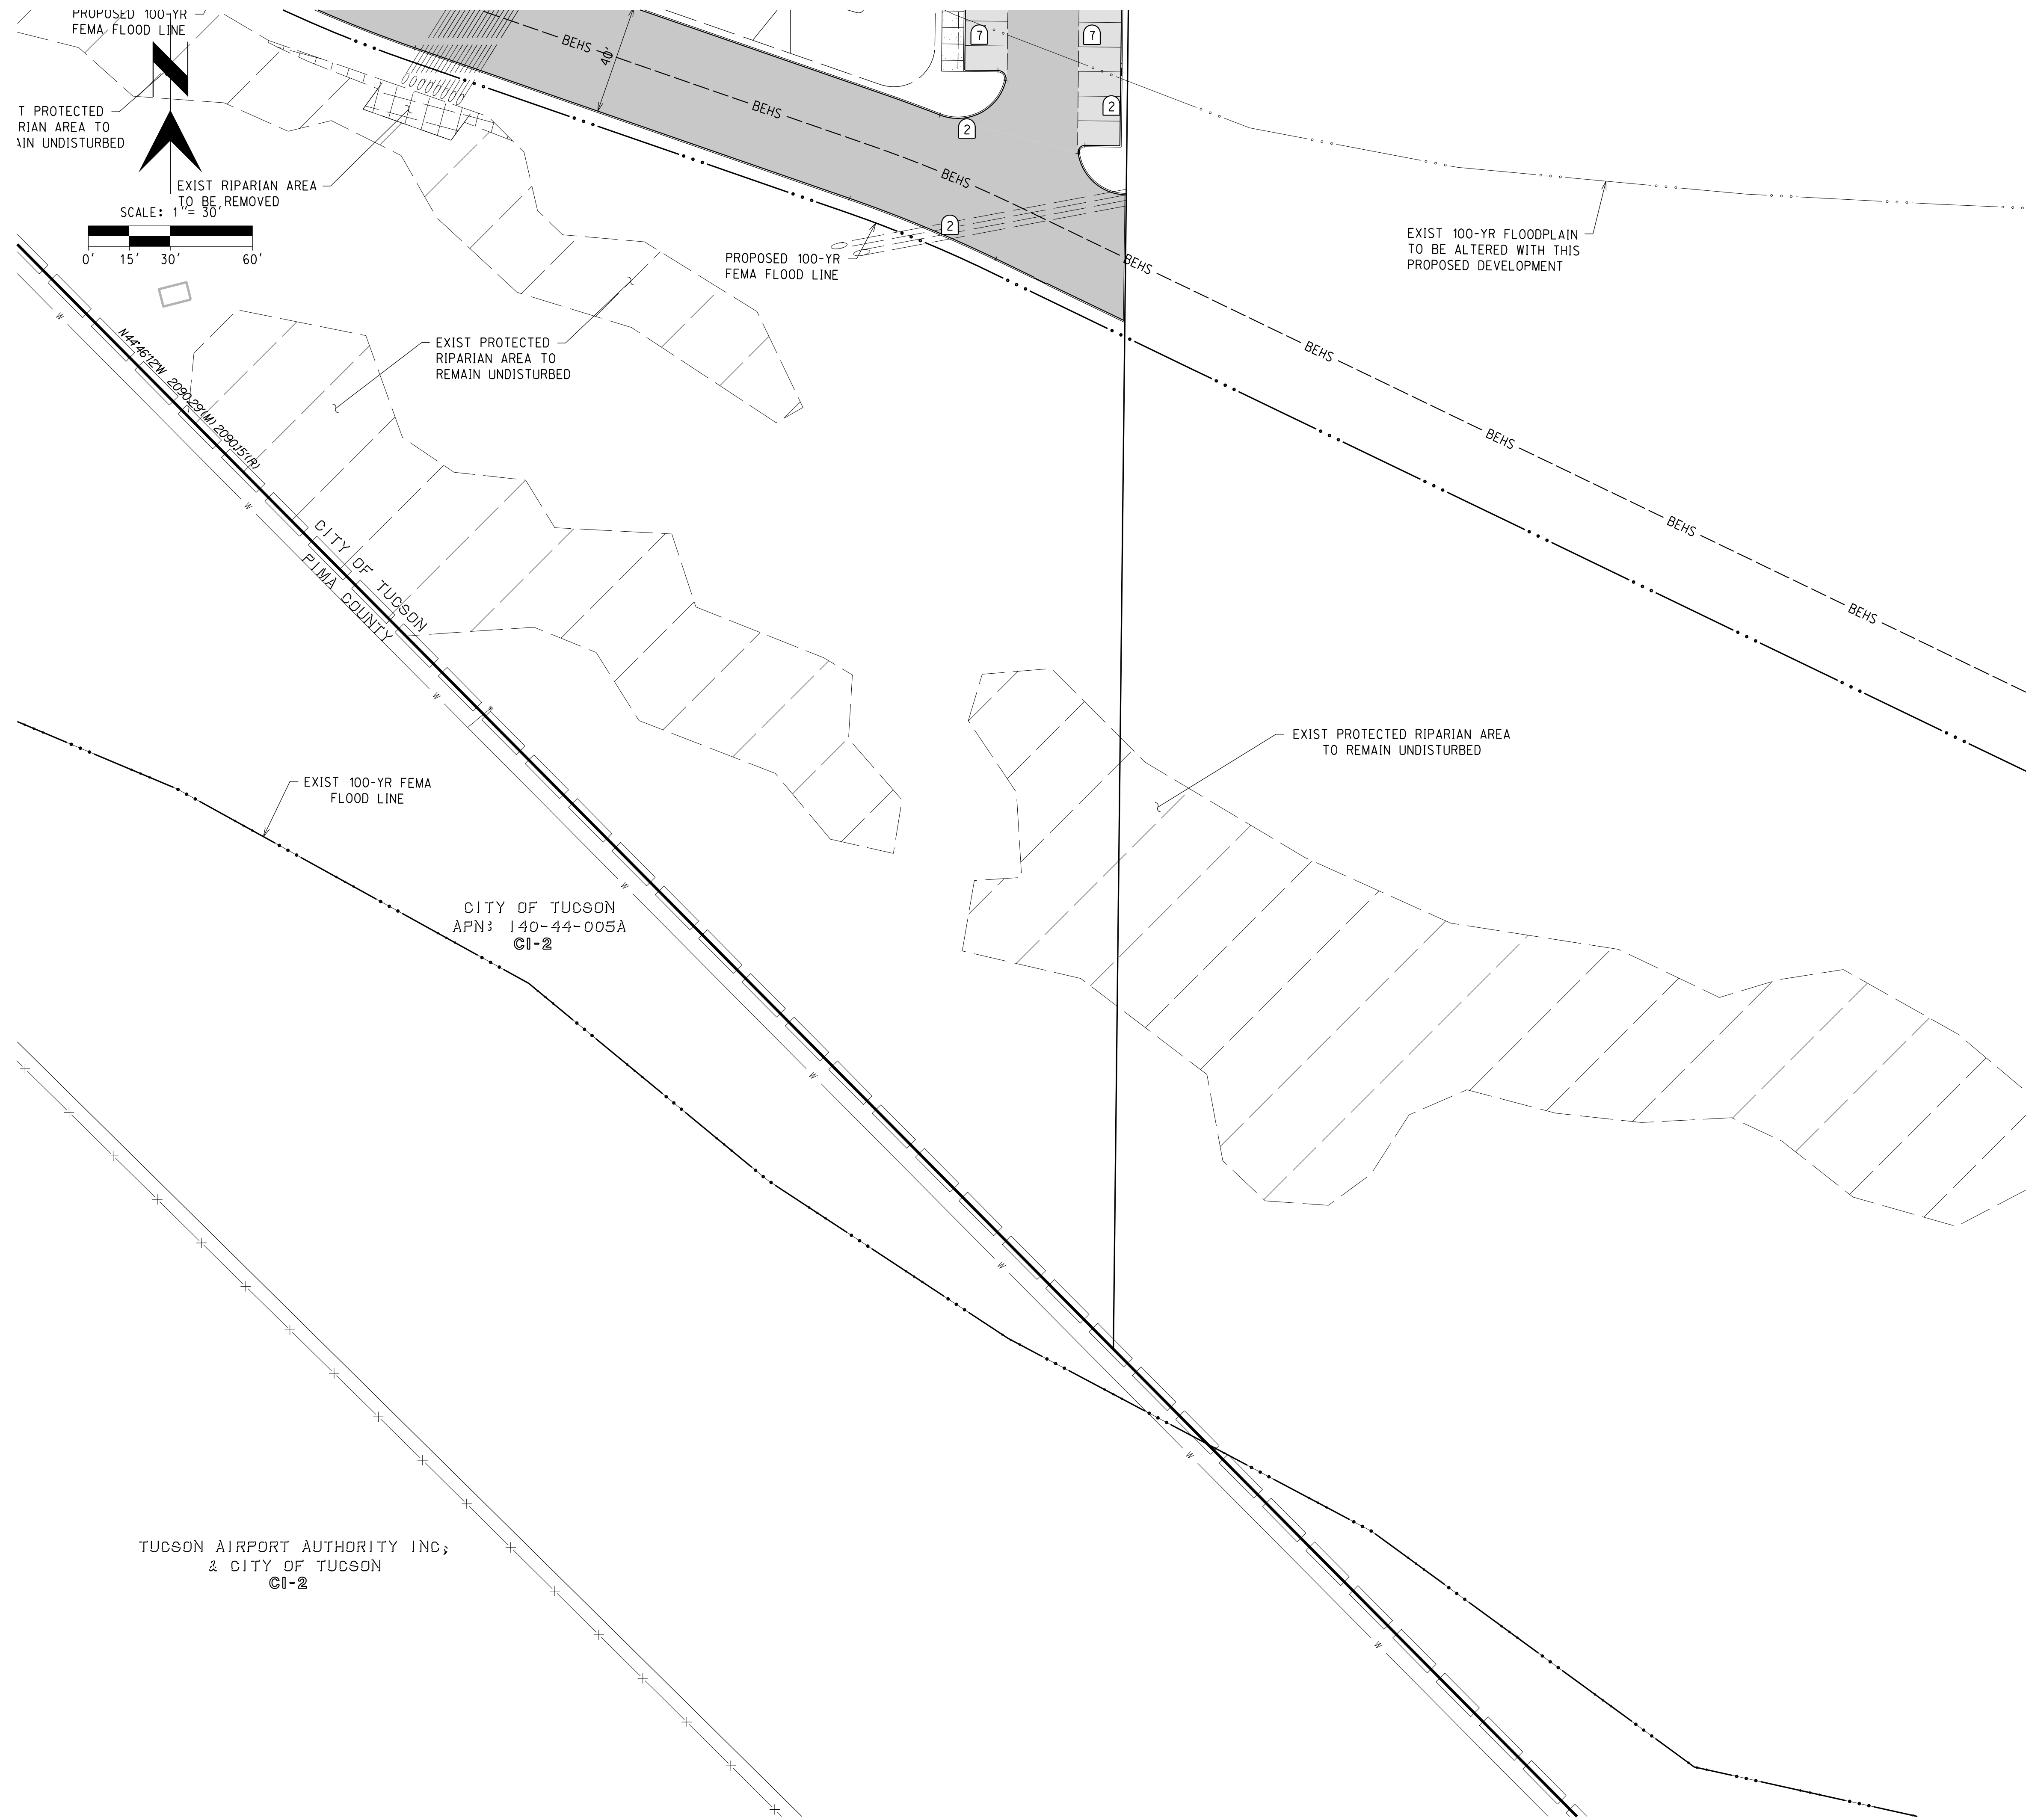 PROPOSED 100-YR
FEMA FLOOD LINE
T PROTECTED
RIAN AREA TO
AIN UNDISTURBED
EXIST RIPARIAN AREA
TO BE REMOVED
SCALE: 1"= 30'
0' 15' 30' 60'
BEHS
40'
BEHS
BEHS
BEHS
BEHS
BEHS
BEHS
BEHS
7
7
2
2
2
PROPOSED 100-YR
FEMA FLOOD LINE
EXIST 100-YR FLOODPLAIN
TO BE ALTERED WITH THIS
PROPOSED DEVELOPMENT
EXIST PROTECTED
RIPARIAN AREA TO
REMAIN UNDISTURBED
N44°46'12"W 2090.29'(M) 2090.15'(R)
CITY OF TUCSON
PIMA COUNTY
W
W
W
W
W
W
W
W
EXIST PROTECTED RIPARIAN AREA
TO REMAIN UNDISTURBED
EXIST 100-YR FEMA
FLOOD LINE
CITY OF TUCSON
APN: 140-44-005A
CI-2
TUCSON AIRPORT AUTHORITY INC;
& CITY OF TUCSON
CI-2